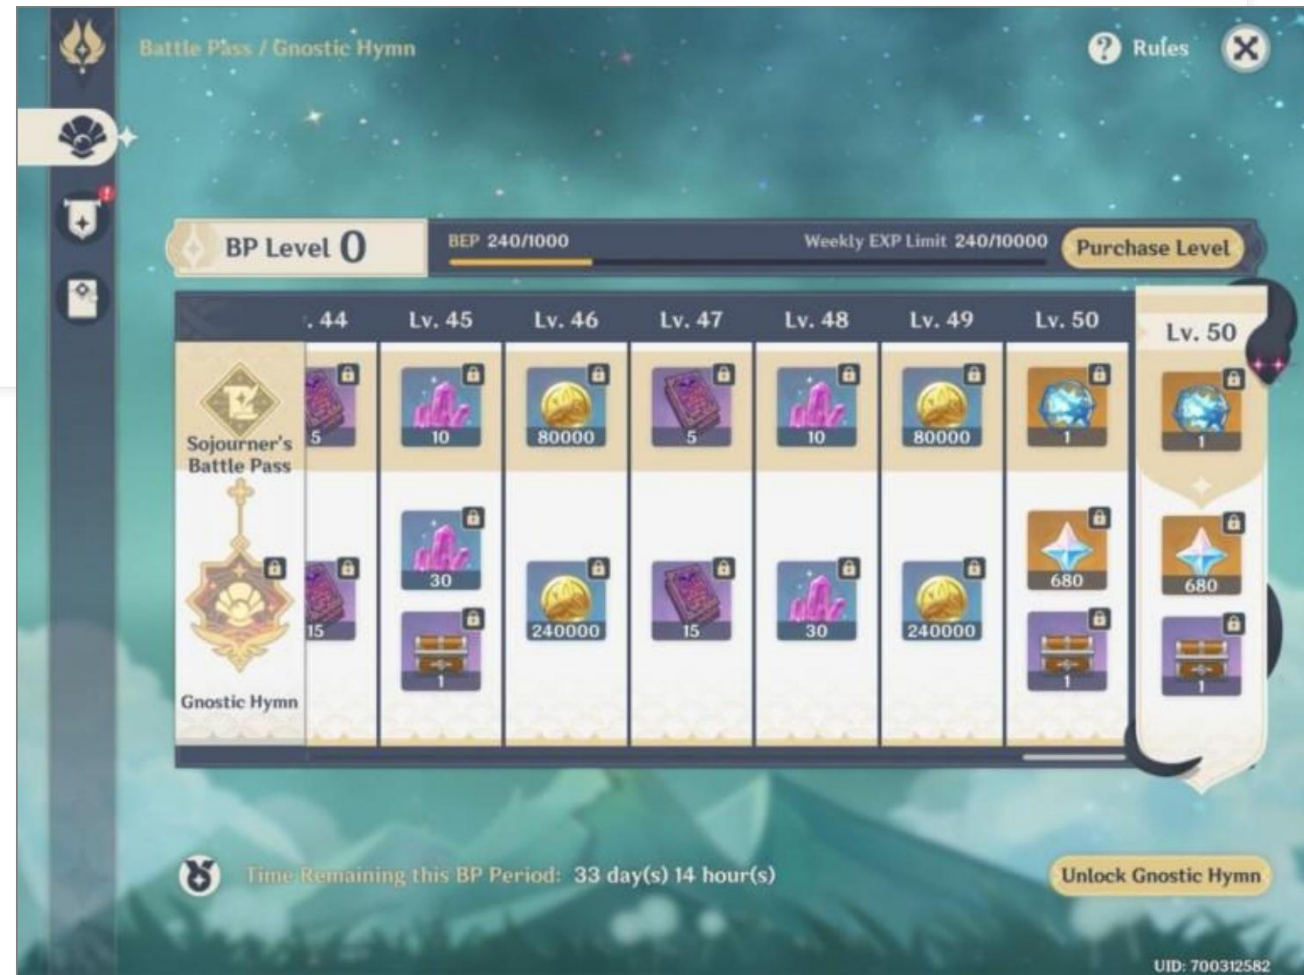 Battle Pass / Gnostic Hymn
? Rules
!
BP Level 0
BEP 240/1000
Weekly EXP Limit 240/10000
Purchase Level
. 44
Lv. 45
Lv. 46
Lv. 47
Lv. 48
Lv. 49
Lv. 50
Lv. 50
Sojourner's
Battle Pass
5
10
80000
5
10
80000
1
1
Gnostic Hymn
15
30
1
240000
15
30
240000
680
1
680
1
Time Remaining this BP Period: 33 day(s) 14 hour(s)
Unlock Gnostic Hymn
UID: 700312582